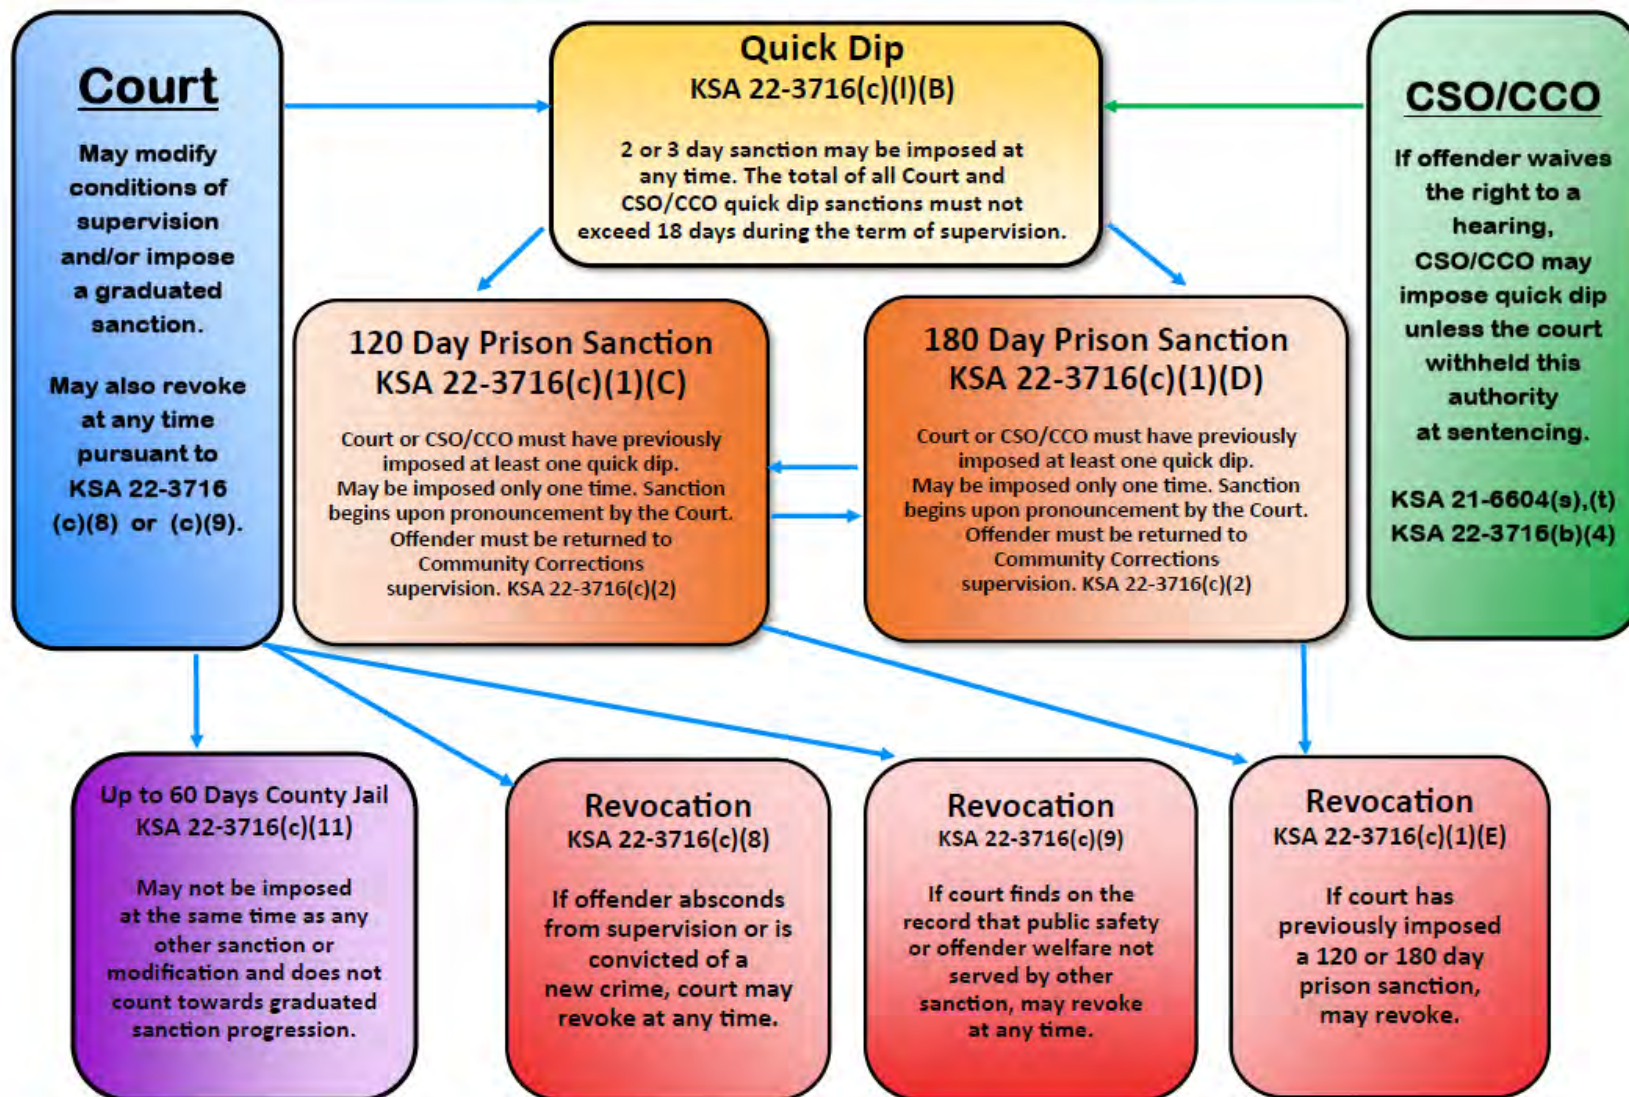 Court
May modify
conditions of
supervision
and/or impose
a graduated
sanction.
May also revoke
at any time
pursuant to
KSA 22-3716
(c)(8) or (c)(9).
Quick Dip
KSA 22-3716(c)(l)(B)
2 or 3 day sanction may be imposed at
any time. The total of all Court and
CSO/CCO quick dip sanctions must not
exceed 18 days during the term of supervision.
CSO/CCO
If offender waives
the right to a
hearing,
CSO/CCO may
impose quick dip
unless the court
withheld this
authority
at sentencing.
KSA 21-6604(s),(t)
KSA 22-3716(b)(4)
120 Day Prison Sanction
KSA 22-3716(c)(1)(C)
Court or CSO/CCO must have previously
imposed at least one quick dip.
May be imposed only one time. Sanction
begins upon pronouncement by the Court.
Offender must be returned to
Community Corrections
supervision. KSA 22-3716(c)(2)
180 Day Prison Sanction
KSA 22-3716(c)(1)(D)
Court or CSO/CCO must have previously
imposed at least one quick dip.
May be imposed only one time. Sanction
begins upon pronouncement by the Court.
Offender must be returned to
Community Corrections
supervision. KSA 22-3716(c)(2)
Up to 60 Days County Jail
KSA 22-3716(c)(11)
May not be imposed
at the same time as any
other sanction or
modification and does not
count towards graduated
sanction progression.
Revocation
KSA 22-3716(c)(8)
If offender absconds
from supervision or is
convicted of a
new crime, court may
revoke at any time.
Revocation
KSA 22-3716(c)(9)
If court finds on the
record that public safety
or offender welfare not
served by other
sanction, may revoke
at any time.
Revocation
KSA 22-3716(c)(1)(E)
If court has
previously imposed
a 120 or 180 day
prison sanction,
may revoke.